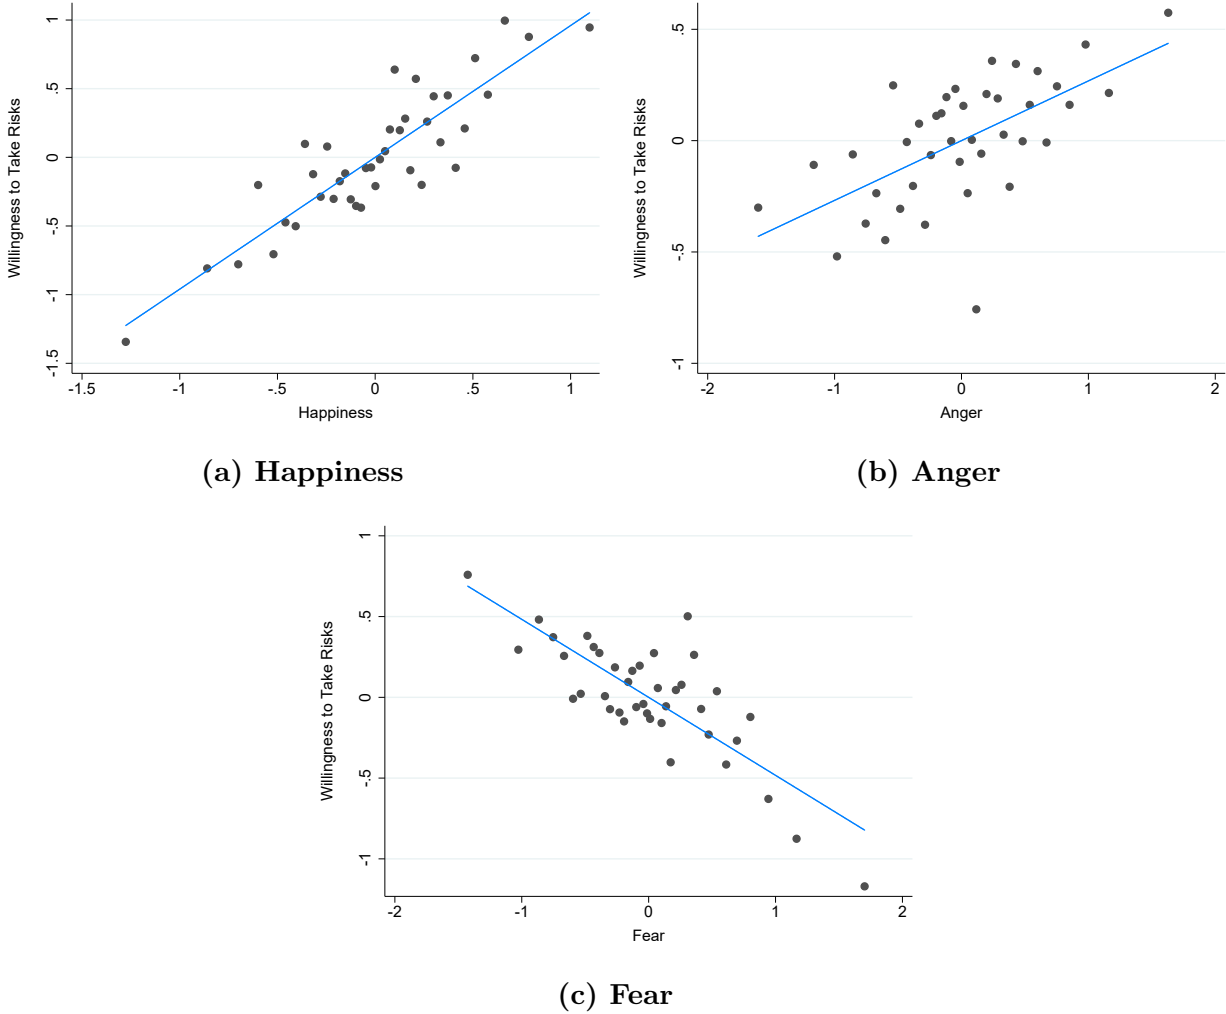 Willingness to Take Risks
1
.5
0
-.5
-1
-1.5
-1.5 -1 -.5 0 .5 1
Happiness
(a) Happiness
Willingness to Take Risks
.5
0
-.5
-1
-2 -1 0 1 2
Anger
(b) Anger
Willingness to Take Risks
1
.5
0
-.5
-1
-2 -1 0 1 2
Fear
(c) Fear